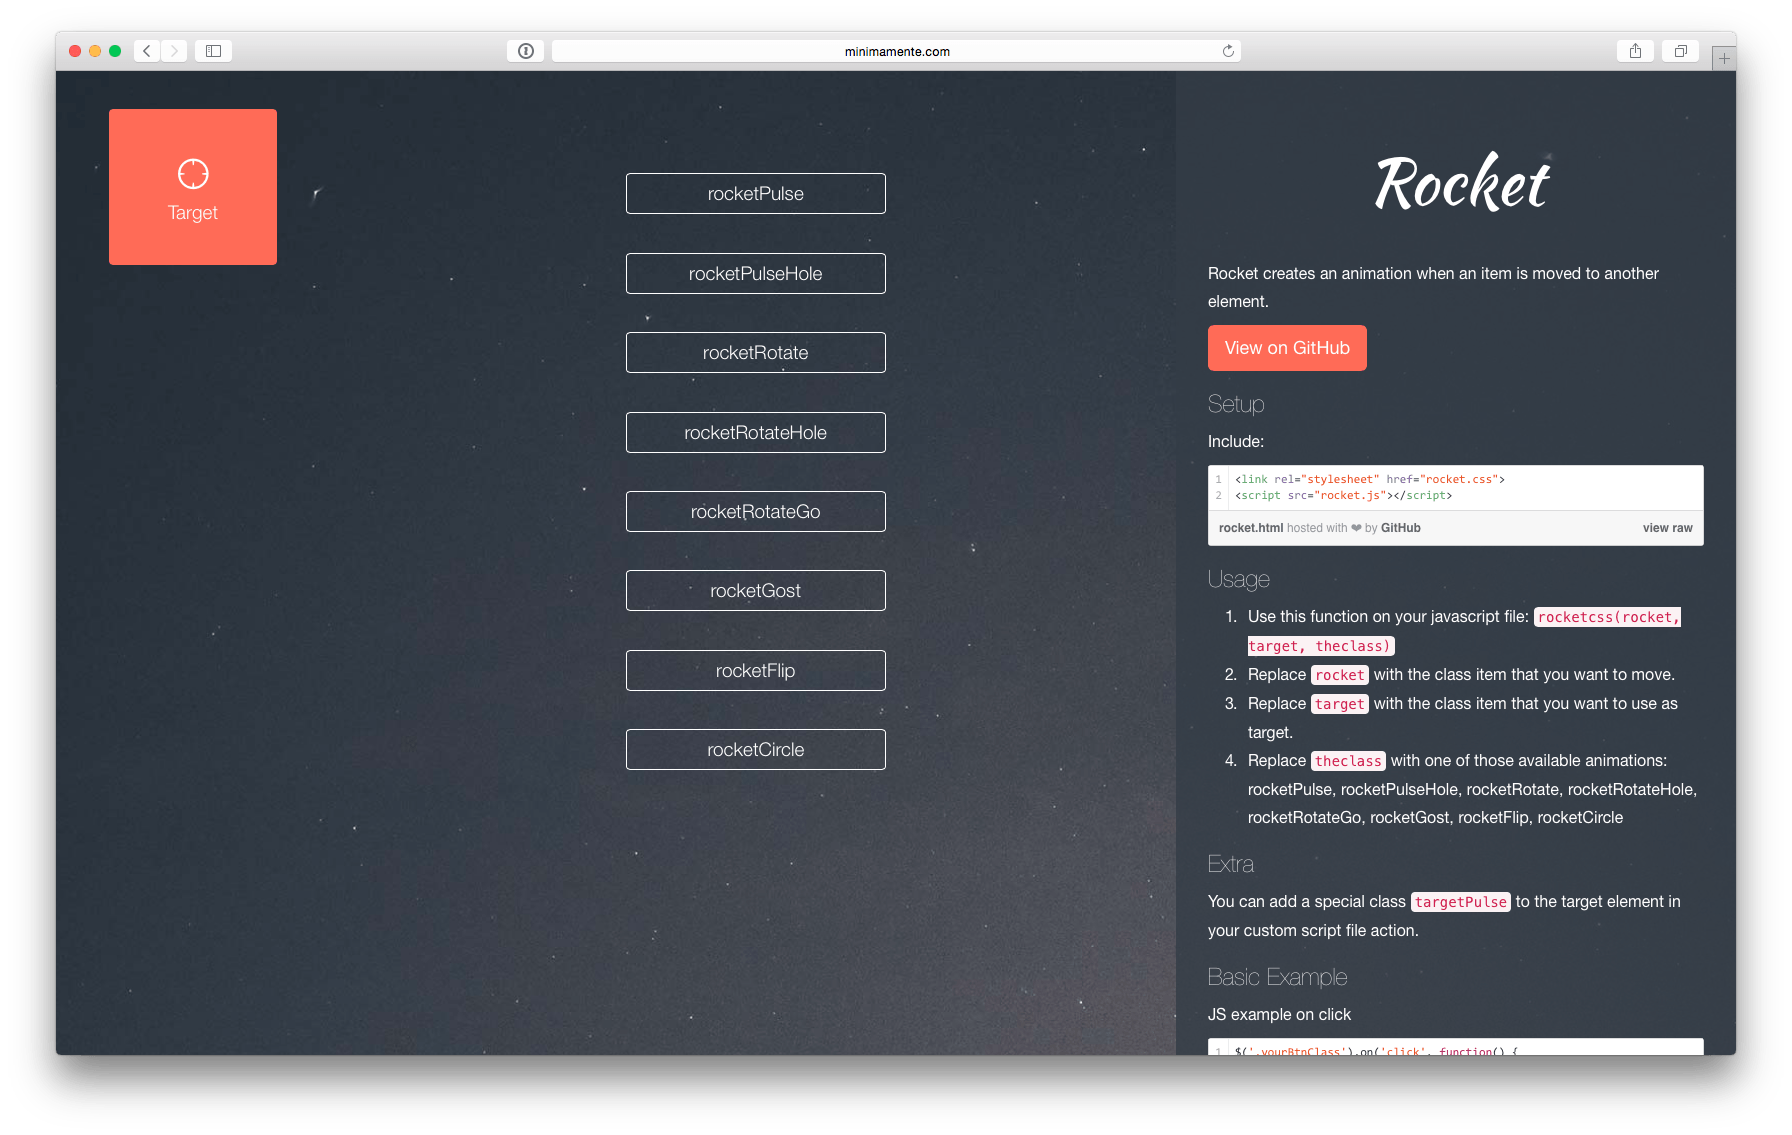 minimamente.com
Target
rocketPulse
rocketPulseHole
rocketRotate
rocketRotateHole
rocketRotateGo
rocketGost
rocketFlip
rocketCircle
Rocket
Rocket creates an animation when an item is moved to another
element.
View on GitHub
Setup
Include:
1 <link rel="stylesheet" href="rocket.css">
2 <script src="rocket.js"></script>
rocket.html hosted with ❤ by GitHub view raw
Usage
1. Use this function on your javascript file: rocketcss(rocket,
target, theclass)
2. Replace rocket with the class item that you want to move.
3. Replace target with the class item that you want to use as
target.
4. Replace theclass with one of those available animations:
rocketPulse, rocketPulseHole, rocketRotate, rocketRotateHole,
rocketRotateGo, rocketGost, rocketFlip, rocketCircle
Extra
You can add a special class targetPulse to the target element in
your custom script file action.
Basic Example
JS example on click
1 $('.yourBtnClass').on('click', function() {